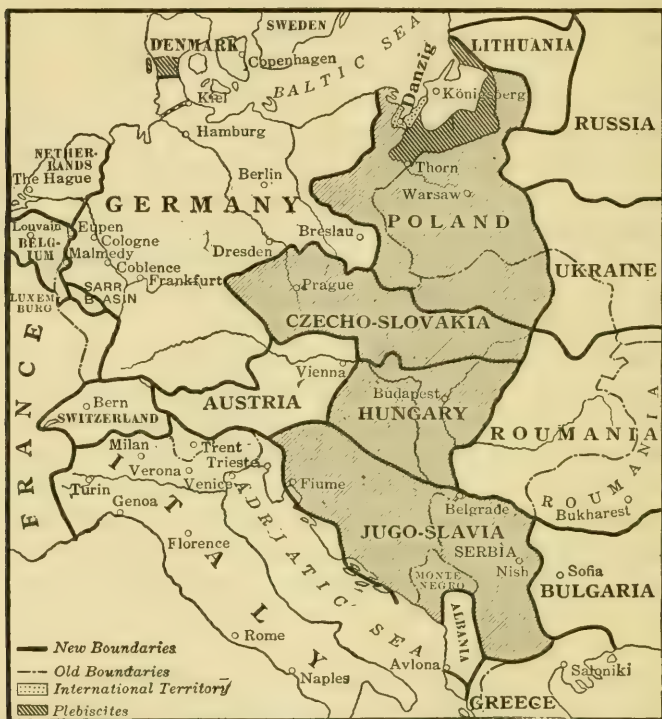 SWEDEN
DENMARK
Copenhagen
BALTIC SEA
LITHUANIA
Danzig
Königsberg
Kiel
Hamburg
RUSSIA
NETHER-
RLANDS
The Hague
Berlin
Thorn
Warsaw
GERMANY
POLAND
Louvain
BELG-
IUM
Eupen
Cologne
Malmedy
Coblence
Frankfurt
Dresden
Breslau
UKRAINE
LUXEM
BURG
SARR
BASIN
Prague
CZECHO-SLOVAKIA
FRANCE
Vienna
Bern
SWITZERLAND
AUSTRIA
Budapest
HUNGARY
ROUMANIA
ROUMANIA
Bukharest
Milan
Trent
Verona
Trieste
Turin
Venice
Fiume
Genoa
Belgrade
ADRIATIC SEA
JUGO-SLAVIA
SERBIA
Nish
Florence
MONTE
NEGRO
Sofia
BULGARIA
ITALY
ALBANIA
Rome
Avlona
Saloniki
Naples
GREECE
New Boundaries
Old Boundaries
International Territory
Plebiscites